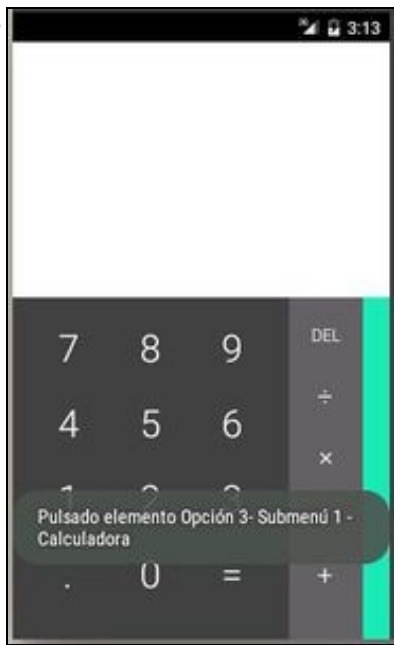 3:13
7 8 9 DEL
÷
4 5 6
×
Pulsado elemento Opción 3- Submenú 1 -
Calculadora
. 0 = +